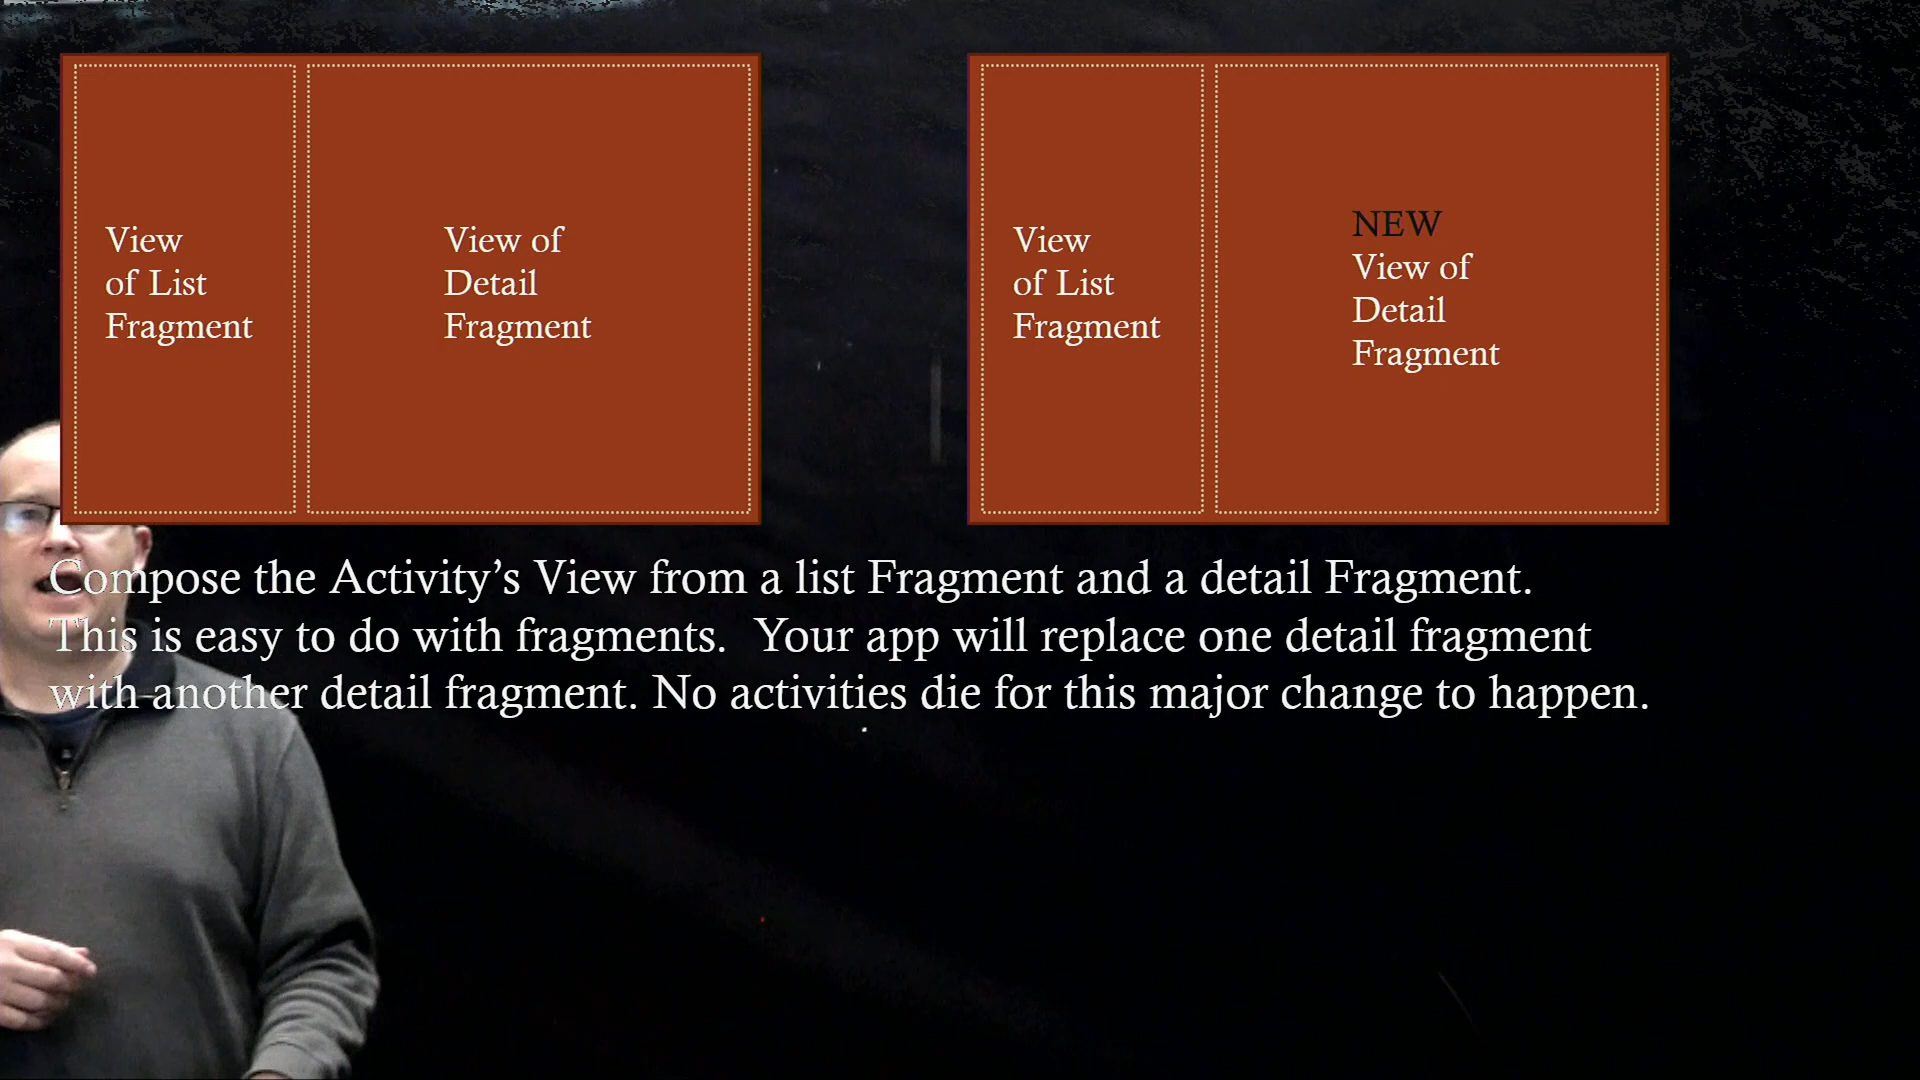 View
of List
Fragment
View of
Detail
Fragment
View
of List
Fragment
NEW
View of
Detail
Fragment
Compose the Activity’s View from a list Fragment and a detail Fragment.
This is easy to do with fragments.  Your app will replace one detail fragment
with another detail fragment. No activities die for this major change to happen.